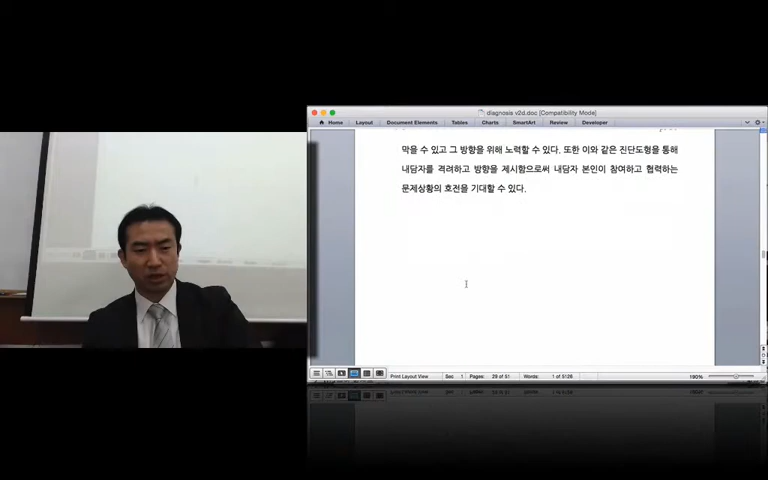 diagnosis v2d.doc [Compatibility Mode]
Home Layout Document Elements Tables Charts SmartArt Review Developer
막을 수 있고 그 방향을 위해 노력할 수 있다. 또한 이와 같은 진단도형을 통해
내담자를 격려하고 방향을 제시함으로써 내담자 본인이 참여하고 협력하는
문제상황의 호전을 기대할 수 있다.
Print Layout View Sec 1 Pages: 29 of 51 Words: 1 of 5126 190%